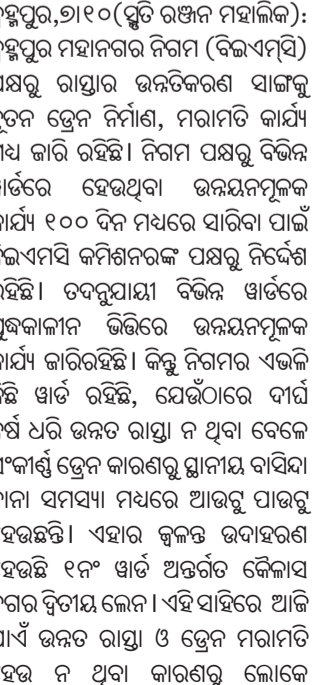 ବ୍ରହ୍ମପୁର,୭।୧୦(ସ୍ମୃତି ରଞ୍ଜନ ମହାଲିକ):
ବ୍ରହ୍ମପୁର ମହାନଗର ନିଗମ (ବିଇଏମ୍‌ସି)
ପକ୍ଷରୁ ରାସ୍ତାର ଉନ୍ନତିକରଣ ସାଙ୍ଗକୁ
ନୂତନ ଡ୍ରେନ ନିର୍ମାଣ, ମରାମତି କାର୍ଯ୍ୟ
ମଧ୍ୟ ଜାରି ରହିଛି। ନିଗମ ପକ୍ଷରୁ ବିଭିନ୍ନ
ୱାର୍ଡରେ ହେଉଥିବା ଉନ୍ନୟନମୂଳକ
କାର୍ଯ୍ୟ ୧୦୦ ଦିନ ମଧ୍ୟରେ ସାରିବା ପାଇଁ
ବିଇଏମସି କମିଶନରଙ୍କ ପକ୍ଷରୁ ନିର୍ଦ୍ଦେଶ
ରହିଛି। ତଦନୁଯାୟୀ ବିଭିନ୍ନ ୱାର୍ଡରେ
ଯୁଦ୍ଧକାଳୀନ ଭିତ୍ତିରେ ଉନ୍ନୟନମୂଳକ
କାର୍ଯ୍ୟ ଜାରିରହିଛି। କିନ୍ତୁ ନିଗମର ଏଭଳି
କିଛି ୱାର୍ଡ ରହିଛି, ଯେଉଁଠାରେ ଦୀର୍ଘ
ବର୍ଷ ଧରି ଉନ୍ନତ ରାସ୍ତା ନ ଥିବା ବେଳେ
ସଂକୀର୍ଣ୍ଣ ଡ୍ରେନ କାରଣରୁ ସ୍ଥାନୀୟ ବାସିନ୍ଦା
ନାନା ସମସ୍ୟା ମଧ୍ୟରେ ଆଉଟୁ ପାଉଟୁ
ହେଉଛନ୍ତି। ଏହାର ଜ୍ୱଳନ୍ତ ଉଦାହରଣ
ହେଉଛି ୧ନଂ ୱାର୍ଡ ଅନ୍ତର୍ଗତ କୈଳାସ
ନଗର ଦ୍ବିତୀୟ ଲେନ। ଏହି ସାହିରେ ଆଜି
ଯାଏଁ ଉନ୍ନତ ରାସ୍ତା ଓ ଡ୍ରେନ ମରାମତି
ହେଉ ନ ଥିବା କାରଣରୁ ଲୋକେ